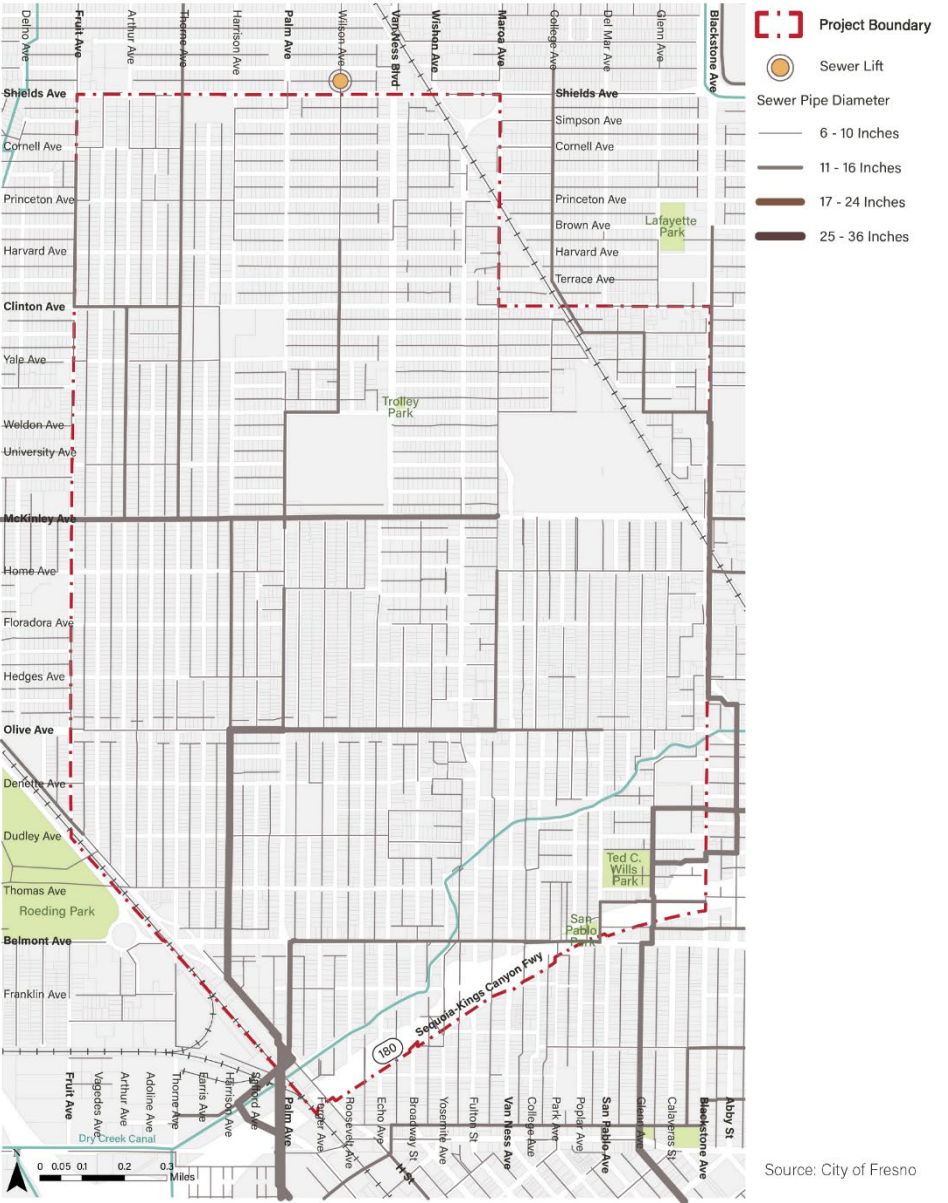 Delno Ave
Fruit Ave
Arthur Ave
Thorne Ave
Harrison Ave
Palm Ave
Wilson Ave
Van Ness Blvd
Wishon Ave
Maroa Ave
College Ave
Del Mar Ave
Glenn Ave
Blackstone Ave
Project Boundary
Sewer Lift
Sewer Pipe Diameter
6 - 10 Inches
11 - 16 Inches
17 - 24 Inches
25 - 36 Inches
Shields Ave
Shields Ave
Simpson Ave
Cornell Ave
Cornell Ave
Princeton Ave
Princeton Ave
Brown Ave
Lafayette
Park
Harvard Ave
Harvard Ave
Terrace Ave
Clinton Ave
Yale Ave
Trolley
Park
Weldon Ave
University Ave
McKinley Ave
Home Ave
Floradora Ave
Hedges Ave
Olive Ave
Dudley Ave
Ted C.
Wills
Park
Thomas Ave
Roeding Park
San
Pablo
Park
Belmont Ave
Sequoia-Kings Canyon Fwy
180
Franklin Ave
Fruit Ave
Vagedes Ave
Arthur Ave
Adoline Ave
Thorne Ave
Farris Ave
Harrison Ave
Safford Ave
Palm Ave
Ferger Ave
Roosevelt Ave
Echo Ave
Broadway St
Yosemite Ave
Fulton St
Van Ness Ave
College Ave
Park Ave
Poplar Ave
San Pablo Ave
Glenn Ave
Calaveras St
Blackstone Ave
Abby St
Dry Creek Canal
H St
N
0 0.05 0.1 0.2 0.3
Miles
Source: City of Fresno